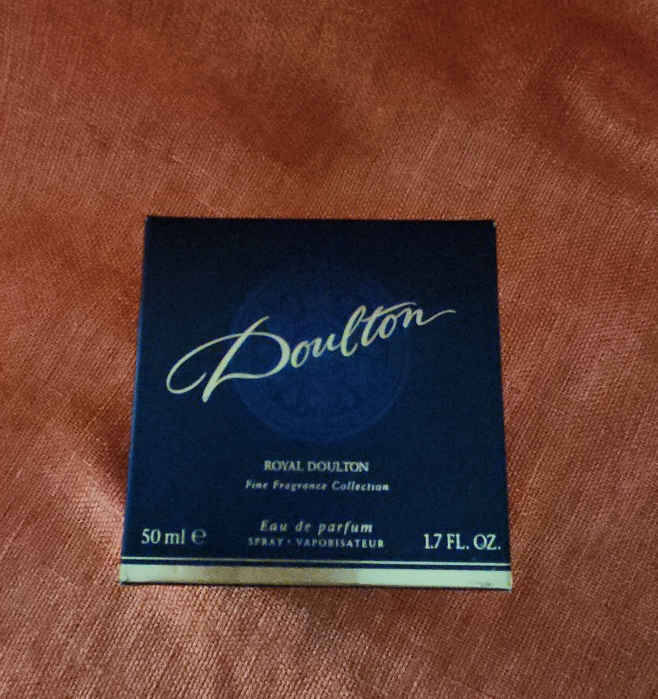 Doulton
ROYAL DOULTON
Fine Fragrance Collection
Eau de parfum
50 ml ℮ SPRAY · VAPORISATEUR 1.7 FL. OZ.